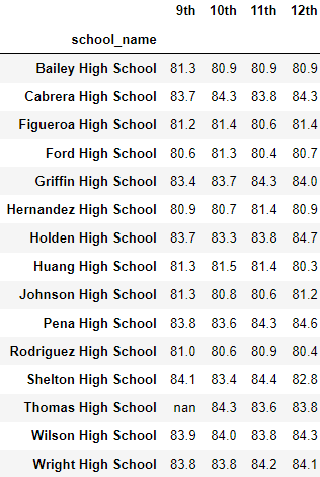 9th 10th 11th 12th
school_name
Bailey High School 81.3 80.9 80.9 80.9
Cabrera High School 83.7 84.3 83.8 84.3
Figueroa High School 81.2 81.4 80.6 81.4
Ford High School 80.6 81.3 80.4 80.7
Griffin High School 83.4 83.7 84.3 84.0
Hernandez High School 80.9 80.7 81.4 80.9
Holden High School 83.7 83.3 83.8 84.7
Huang High School 81.3 81.5 81.4 80.3
Johnson High School 81.3 80.8 80.6 81.2
Pena High School 83.8 83.6 84.3 84.6
Rodriguez High School 81.0 80.6 80.9 80.4
Shelton High School 84.1 83.4 84.4 82.8
Thomas High School nan 84.3 83.6 83.8
Wilson High School 83.9 84.0 83.8 84.3
Wright High School 83.8 83.8 84.2 84.1